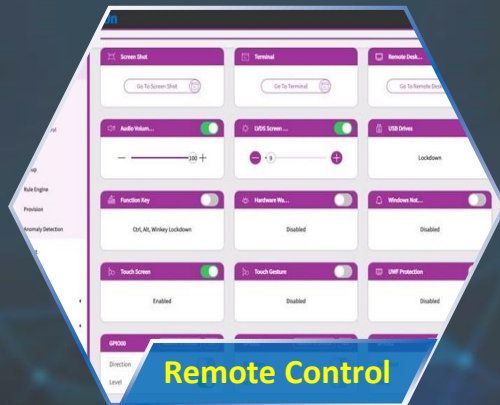 Screen Shot
Terminal
Remote Desk...
Go To Screen Shot
Go To Terminal
Go To Remote Desk
Audio Volum...
LVDS Screen ...
USB Drives
100
9
Lockdown
Rule Engine
Provision
Anomaly Detection
Function Key
Hardware Wa...
Windows Not...
Ctrl, Alt, Winkey Lockdown
Disabled
Disabled
Touch Screen
Touch Gesture
UWF Protection
Enabled
Disabled
Disabled
GPIO00
Direction
Level
Remote Control